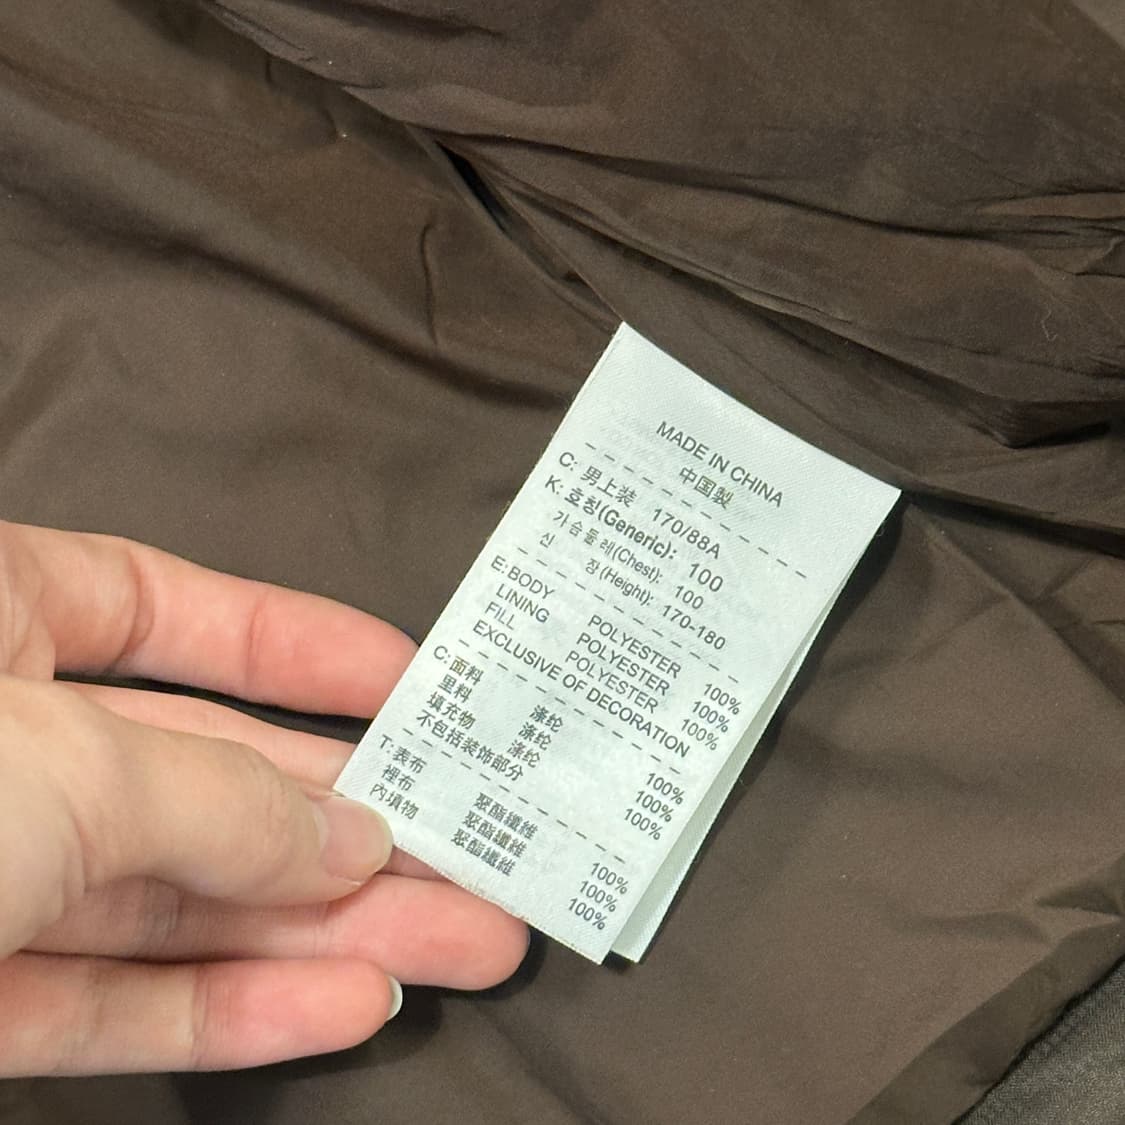 MADE IN CHINA
中国製
C: 男上装 170/88A
K: 호칭(Generic): 100
가슴둘레(Chest): 100
신 장(Height): 170-180
E: BODY POLYESTER 100%
LINING POLYESTER 100%
FILL POLYESTER 100%
EXCLUSIVE OF DECORATION
C: 面料 涤纶 100%
里料 涤纶 100%
填充物 涤纶 100%
不包括装饰部分
T: 表布 聚酯纖維 100%
裡布 聚酯纖維 100%
內填物 聚酯纖維 100%